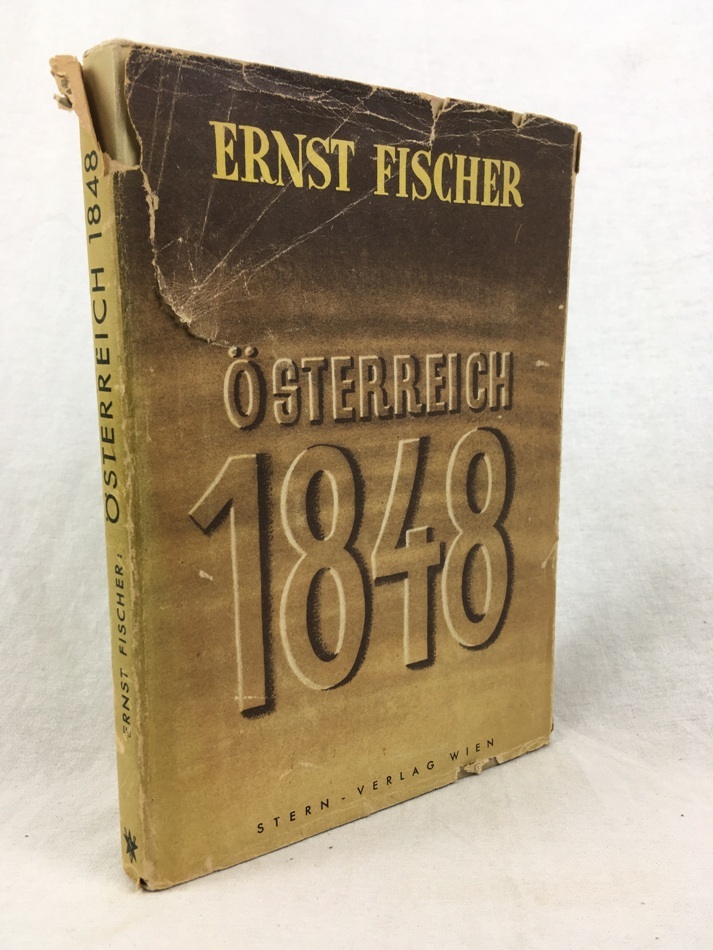 ERNST FISCHER
ÖSTERREICH
1848
STERN-VERLAG WIEN
ERNST FISCHER: ÖSTERREICH 1848